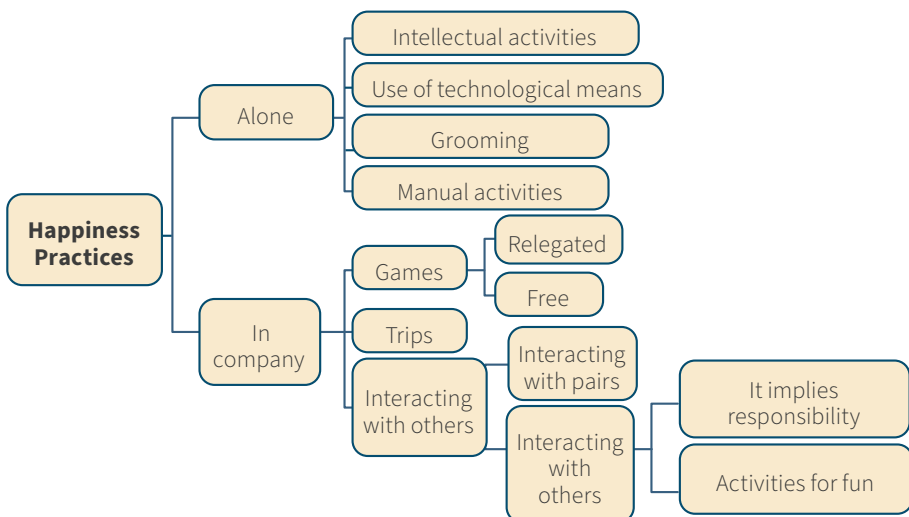 Happiness
Practices
Alone
Intellectual activities
Use of technological means
Grooming
Manual activities
In
company
Games
Relegated
Free
Trips
Interacting
with others
Interacting
with pairs
Interacting
with
others
It implies
responsibility
Activities for fun